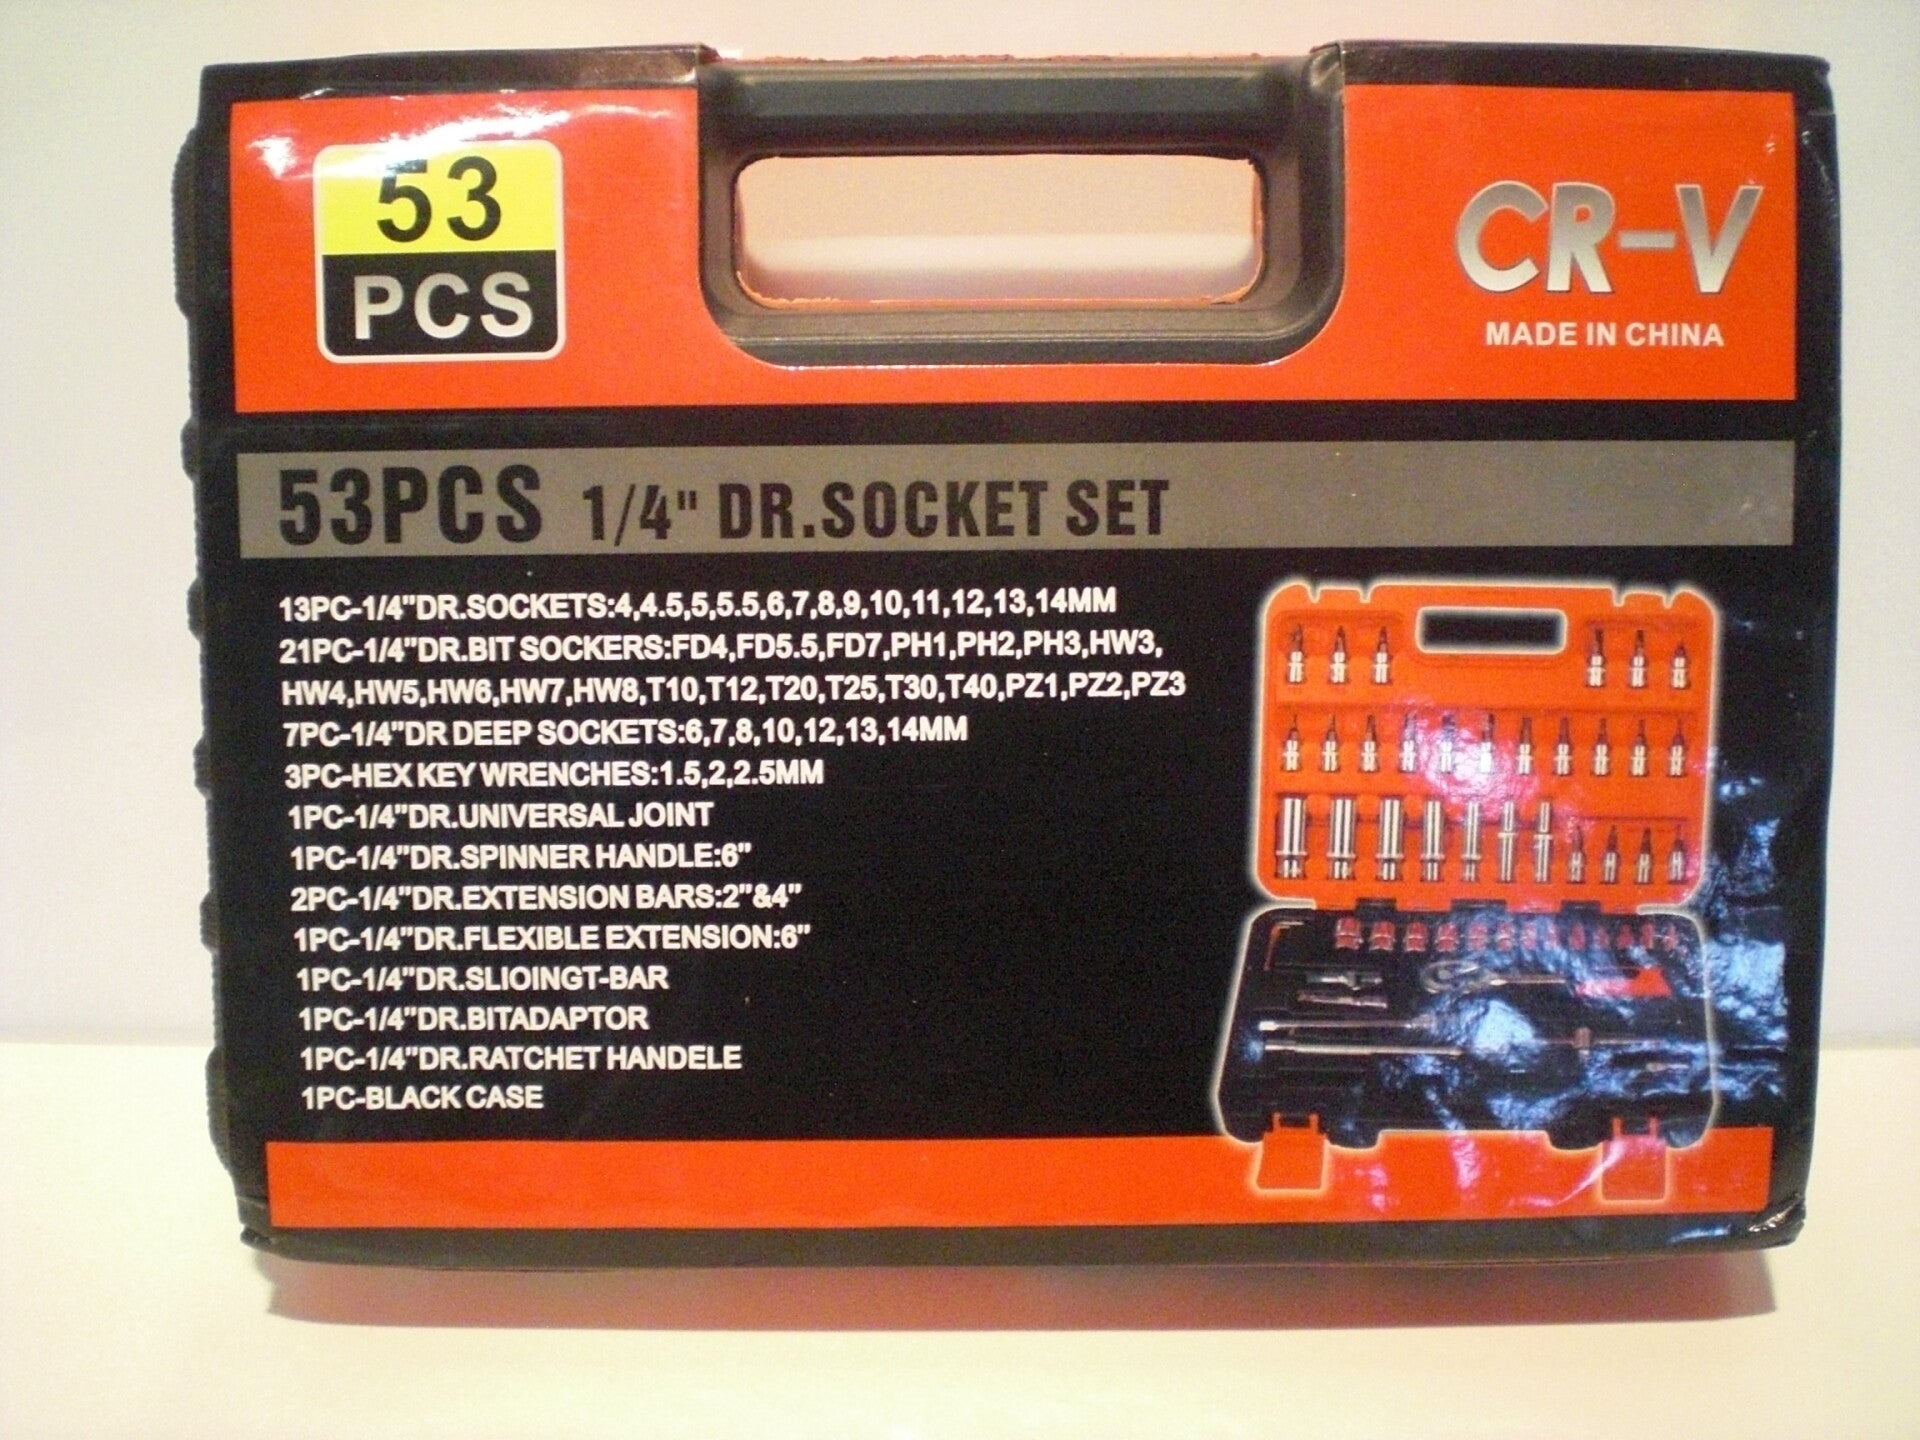 53
PCS
CR-V
MADE IN CHINA
53PCS 1/4" DR.SOCKET SET
13PC-1/4"DR.SOCKETS:4,4.5,5,5.5,6,7,8,9,10,11,12,13,14MM
21PC-1/4"DR.BIT SOCKERS:FD4,FD5.5,FD7,PH1,PH2,PH3,HW3,
HW4,HW5,HW6,HW7,HW8,T10,T12,T20,T25,T30,T40,PZ1,PZ2,PZ3
7PC-1/4"DR DEEP SOCKETS:6,7,8,10,12,13,14MM
3PC-HEX KEY WRENCHES:1.5,2,2.5MM
1PC-1/4"DR.UNIVERSAL JOINT
1PC-1/4"DR.SPINNER HANDLE:6"
2PC-1/4"DR.EXTENSION BARS:2"&4"
1PC-1/4"DR.FLEXIBLE EXTENSION:6"
1PC-1/4"DR.SLIOINGT-BAR
1PC-1/4"DR.BITADAPTOR
1PC-1/4"DR.RATCHET HANDELE
1PC-BLACK CASE